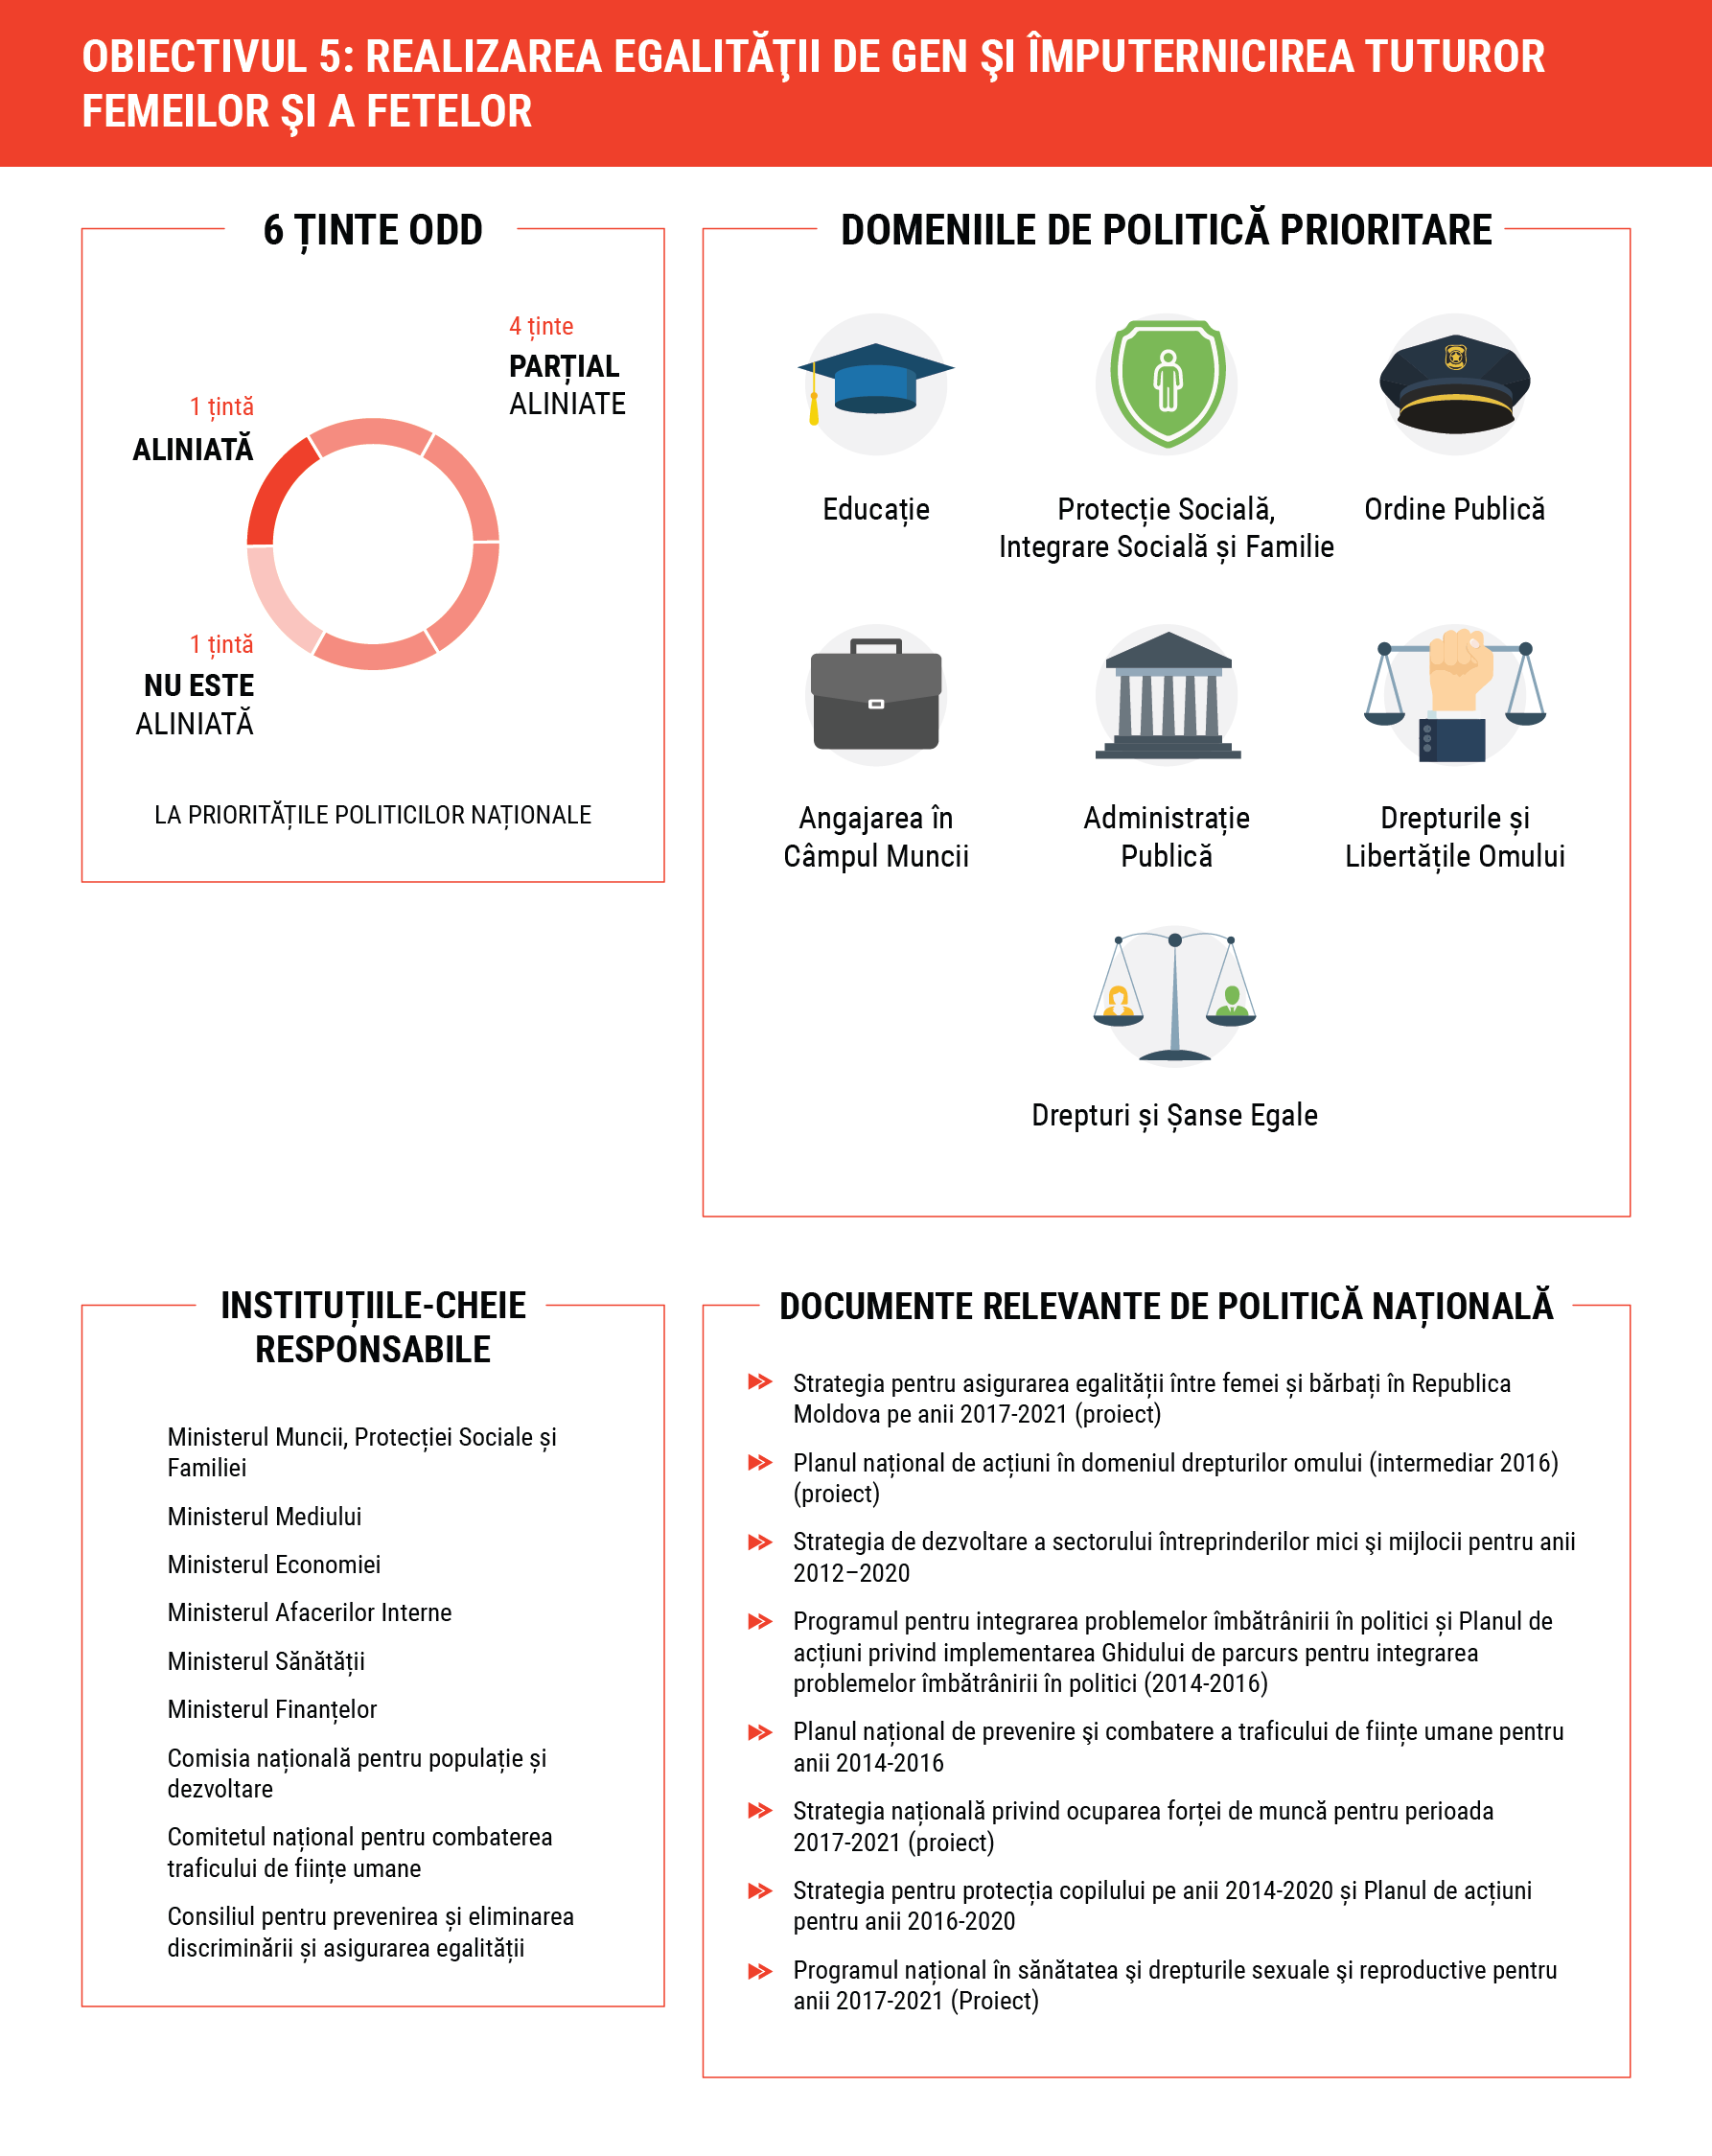 OBIECTIVUL 5: REALIZAREA EGALITĂŢII DE GEN ŞI ÎMPUTERNICIREA TUTUROR
FEMEILOR ŞI A FETELOR
6 ȚINTE ODD
4 ținte
PARȚIAL
ALINIATE
1 țintă
ALINIATĂ
1 țintă
NU ESTE
ALINIATĂ
LA PRIORITĂȚILE POLITICILOR NAȚIONALE
DOMENIILE DE POLITICĂ PRIORITARE
Educație
Protecție Socială,
Integrare Socială și Familie
Ordine Publică
Angajarea în
Câmpul Muncii
Administrație
Publică
Drepturile și
Libertățile Omului
Drepturi și Șanse Egale
INSTITUȚIILE-CHEIE
RESPONSABILE
Ministerul Muncii, Protecției Sociale și
Familiei
Ministerul Mediului
Ministerul Economiei
Ministerul Afacerilor Interne
Ministerul Sănătății
Ministerul Finanțelor
Comisia națională pentru populație și
dezvoltare
Comitetul național pentru combaterea
traficului de ființe umane
Consiliul pentru prevenirea și eliminarea
discriminării și asigurarea egalității
DOCUMENTE RELEVANTE DE POLITICĂ NAȚIONALĂ
Strategia pentru asigurarea egalității între femei și bărbați în Republica
Moldova pe anii 2017-2021 (proiect)
Planul național de acțiuni în domeniul drepturilor omului (intermediar 2016)
(proiect)
Strategia de dezvoltare a sectorului întreprinderilor mici şi mijlocii pentru anii
2012–2020
Programul pentru integrarea problemelor îmbătrânirii în politici și Planul de
acțiuni privind implementarea Ghidului de parcurs pentru integrarea
problemelor îmbătrânirii în politici (2014-2016)
Planul național de prevenire şi combatere a traficului de ființe umane pentru
anii 2014-2016
Strategia națională privind ocuparea forței de muncă pentru perioada
2017-2021 (proiect)
Strategia pentru protecția copilului pe anii 2014-2020 și Planul de acțiuni
pentru anii 2016-2020
Programul național în sănătatea şi drepturile sexuale şi reproductive pentru
anii 2017-2021 (Proiect)